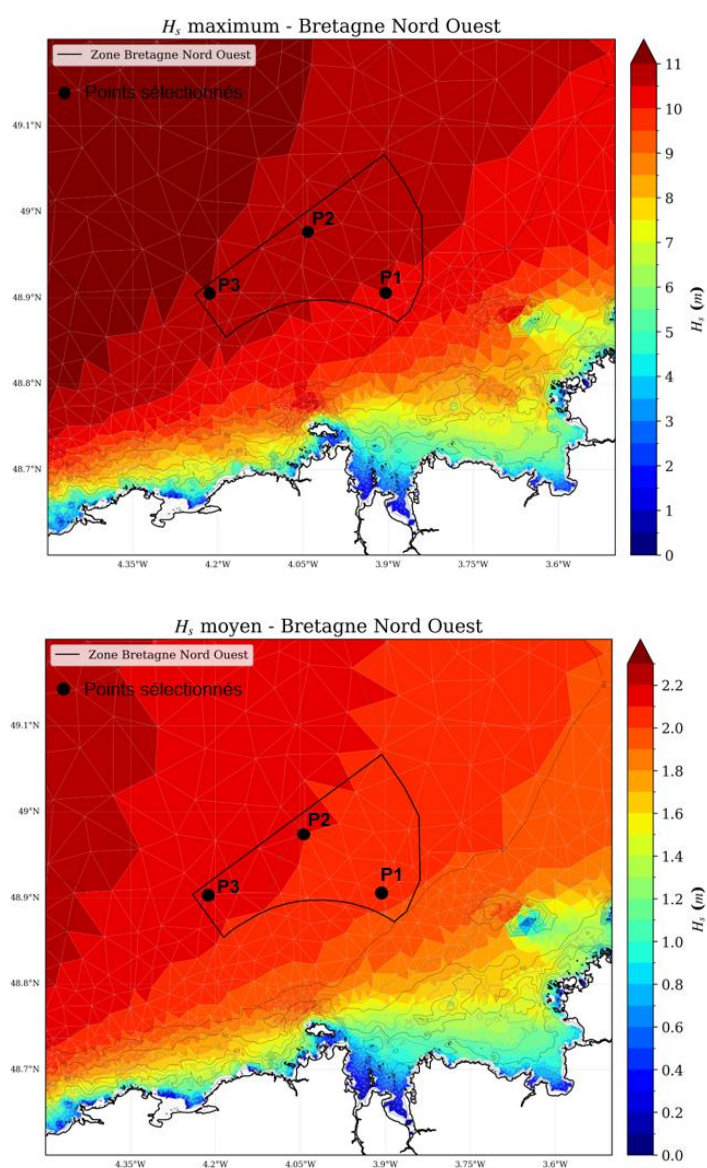 Hs maximum - Bretagne Nord Ouest
Zone Bretagne Nord Ouest
Points sélectionnés
49.1°N
49°N
48.9°N
48.8°N
48.7°N
P2
P3
P1
4.35°W
4.2°W
4.05°W
3.9°W
3.75°W
3.6°W
11
10
9
8
7
6
5
4
3
2
1
0
Hs (m)
Hs moyen - Bretagne Nord Ouest
Zone Bretagne Nord Ouest
Points sélectionnés
49.1°N
49°N
48.9°N
48.8°N
48.7°N
P2
P3
P1
4.35°W
4.2°W
4.05°W
3.9°W
3.75°W
3.6°W
2.2
2.0
1.8
1.6
1.4
1.2
1.0
0.8
0.6
0.4
0.2
0.0
Hs (m)